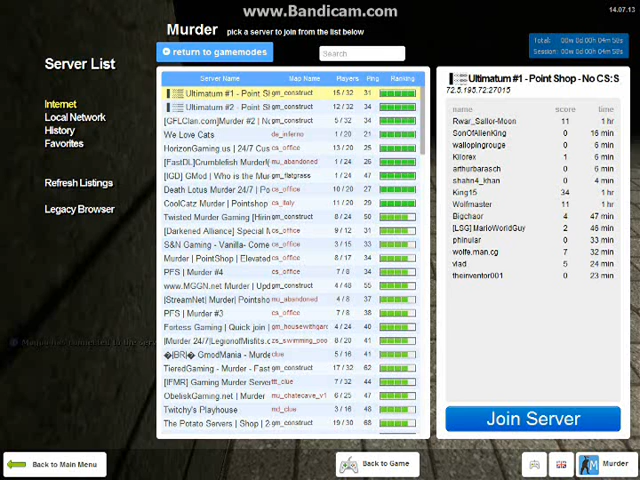 www.Bandicam.com
14.07.13
Murder pick a server to join from the list below
Total: 00w 0d 00h 04m 58s
Session: 00w 0d 00h 04m 58s
return to gamemodes
Search
Server List
Internet
Local Network
History
Favorites
Refresh Listings
Legacy Browser
Server Name Map Name Players Ping Ranking
Ultimatum #1 - Point S gm_construct 15 / 32 31
Ultimatum #2 - Point gm_construct 12 / 32 34
[GFLClan.com]Murder #2 | No gm_construct 5 / 32 34
We Love Cats de_inferno 1 / 20 21
HorizonGaming.us | 24/7 Cs cs_office 13 / 20 25
[FastDL]Crumblefish Murder mu_abandoned 1 / 24 26
[IGD] GMod | Who is the Mur gm_flatgrass 1 / 24 47
Death Lotus Murder 24/7 | P cs_office 10 / 20 27
CoolCatz Murder | Pointshop cs_italy 11 / 20 29
Twisted Murder Gaming [Hirin gm_construct 8 / 24 50
[Darkened Alliance] Special M cs_office 9 / 12 31
S&N Gaming - Vanilla- Come cs_office 3 / 15 33
Murder | PointShop | Elevated cs_office 8 / 17 34
PFS | Murder #4 cs_office 7 / 8 34
www.MGGN.net Murder | Up gm_construct 4 / 48 55
|StreamNet| Murder| Pointsho mu_abandoned 4 / 8 37
PFS | Murder #3 cs_office 7 / 8 38
Fortess Gaming | Quick join | gm_housewithgard 4 / 24 40
|Murder 24/7|LegionofMisfits.c zs_swimming_poo 8 / 20 41
�|BR|� GmodMania - Murde clue 5 / 16 41
TieredGaming - Murder - Fast gm_construct 17 / 32 62
[IFMR] Gaming Murder Server ttt_clue 7 / 32 44
ObeliskGaming.net | Murder mu_chatecave_v1 6 / 25 47
Twitchy's Playhouse md_clue 3 / 16 48
The Potato Servers | Shop | gm_construct 19 / 30 68
Ultimatum #1 - Point Shop - No CS:S
72.5.195.72:27015
name score time
Rwar_Sailor-Moon 11 1 hr
SonOfAlienKing 0 16 min
wallopingrouge 0 6 min
Kilorex 1 6 min
arthurbarasch 0 6 min
shahn4_khan 0 4 min
King15 34 1 hr
Wolfmaster 11 1 hr
Bigchaor 4 47 min
[LSG] MarioWorldGuy 2 46 min
phinular 0 33 min
wolfe.man.cg 7 32 min
vlad 5 24 min
theinventor001 0 23 min
Join Server
Back to Main Menu
Back to Game
Murder